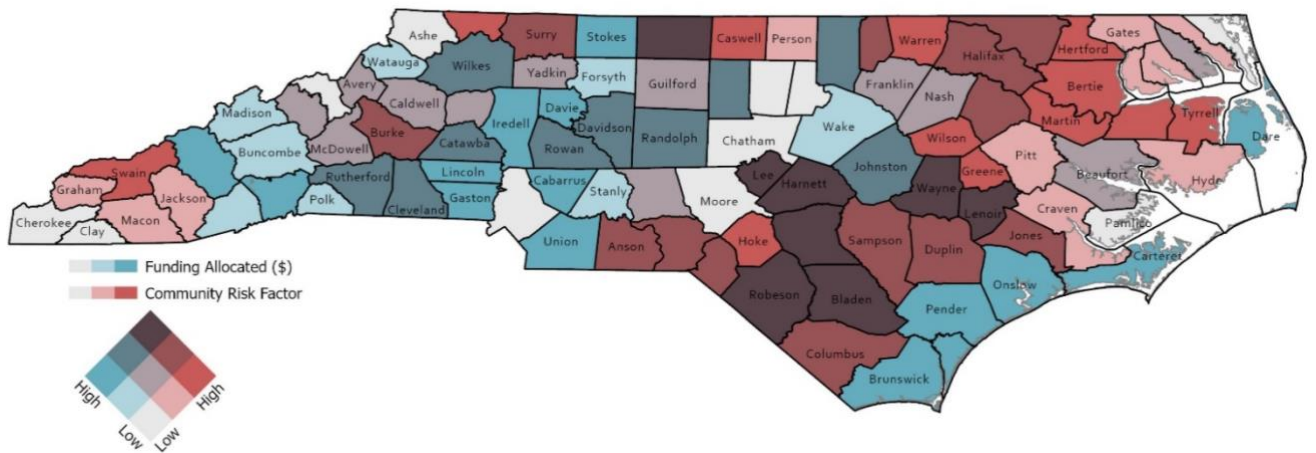 Ashe
Surry
Stokes
Caswell
Person
Warren
Gates
Hertford
Halifax
Watauga
Wilkes
Yadkin
Forsyth
Guilford
Franklin
Nash
Bertie
Avery
Caldwell
Madison
Davie
Iredell
Davidson
Randolph
Chatham
Wake
Martin
Tyrrell
Dare
Burke
McDowell
Catawba
Rowan
Wilson
Buncombe
Johnston
Pitt
Greene
Beaufort
Hyde
Swain
Rutherford
Lincoln
Lee
Harnett
Wayne
Graham
Jackson
Polk
Cleveland
Gaston
Cabarrus
Stanly
Moore
Lenoir
Craven
Cherokee
Macon
Clay
Pamlico
Union
Anson
Hoke
Sampson
Duplin
Jones
Carteret
Funding Allocated ($)
Community Risk Factor
Onslow
Robeson
Bladen
Pender
Columbus
Brunswick
High
High
Low
Low